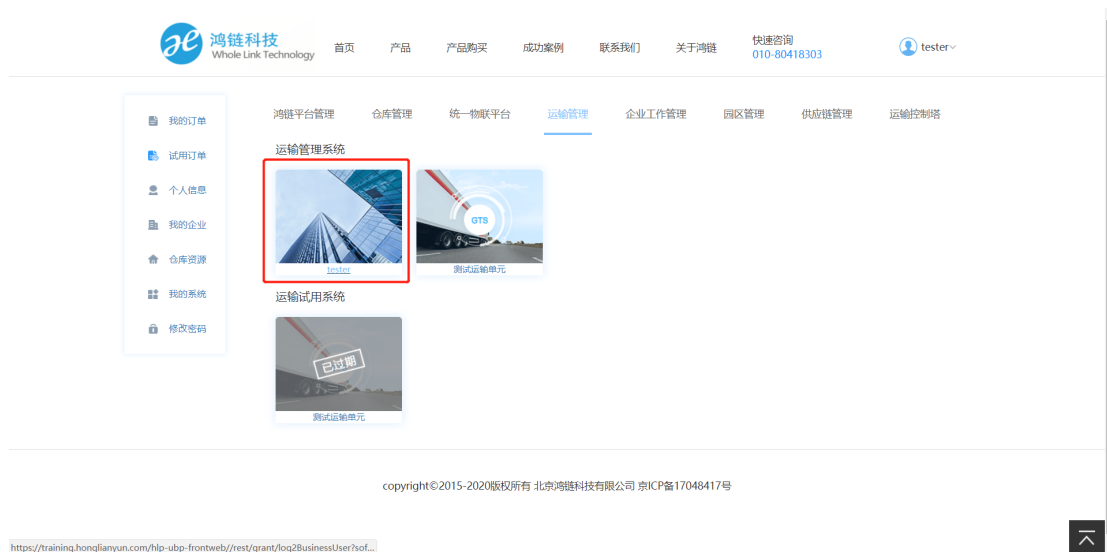 鸿链科技
Whole Link Technology
首页 产品 产品购买 成功案例 联系我们 关于鸿链
快速咨询
010-80418303
tester
我的订单
试用订单
个人信息
我的企业
仓库资源
我的系统
修改密码
鸿链平台管理 仓库管理 统一物联平台 运输管理 企业工作管理 园区管理 供应链管理 运输控制塔
运输管理系统
GTS
tester 测试运输单元
运输试用系统
已过期
测试运输单元
copyright©2015-2020版权所有 北京鸿链科技有限公司 京ICP备17048417号
https://training.honglianyun.com/hlp-ubp-frontweb//rest/grant/log2BusinessUser?sof...